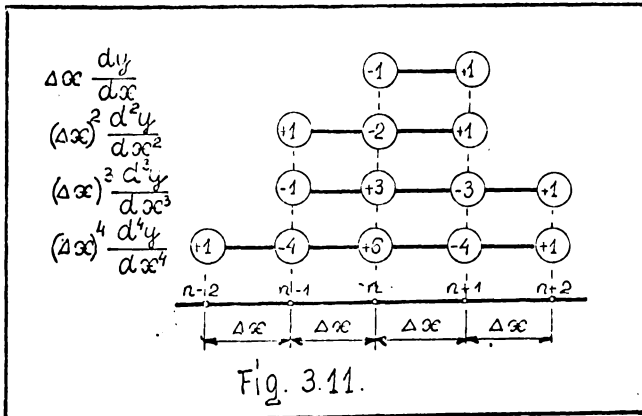 Δx dy/dx -1 +1
(Δx)² d²y/dx² +1 -2 +1
(Δx)³ d³y/dx³ -1 +3 -3 +1
(Δx)⁴ d⁴y/dx⁴ +1 -4 +6 -4 +1
n-2 n-1 n n+1 n+2
Δx Δx Δx Δx
Fig. 3.11.